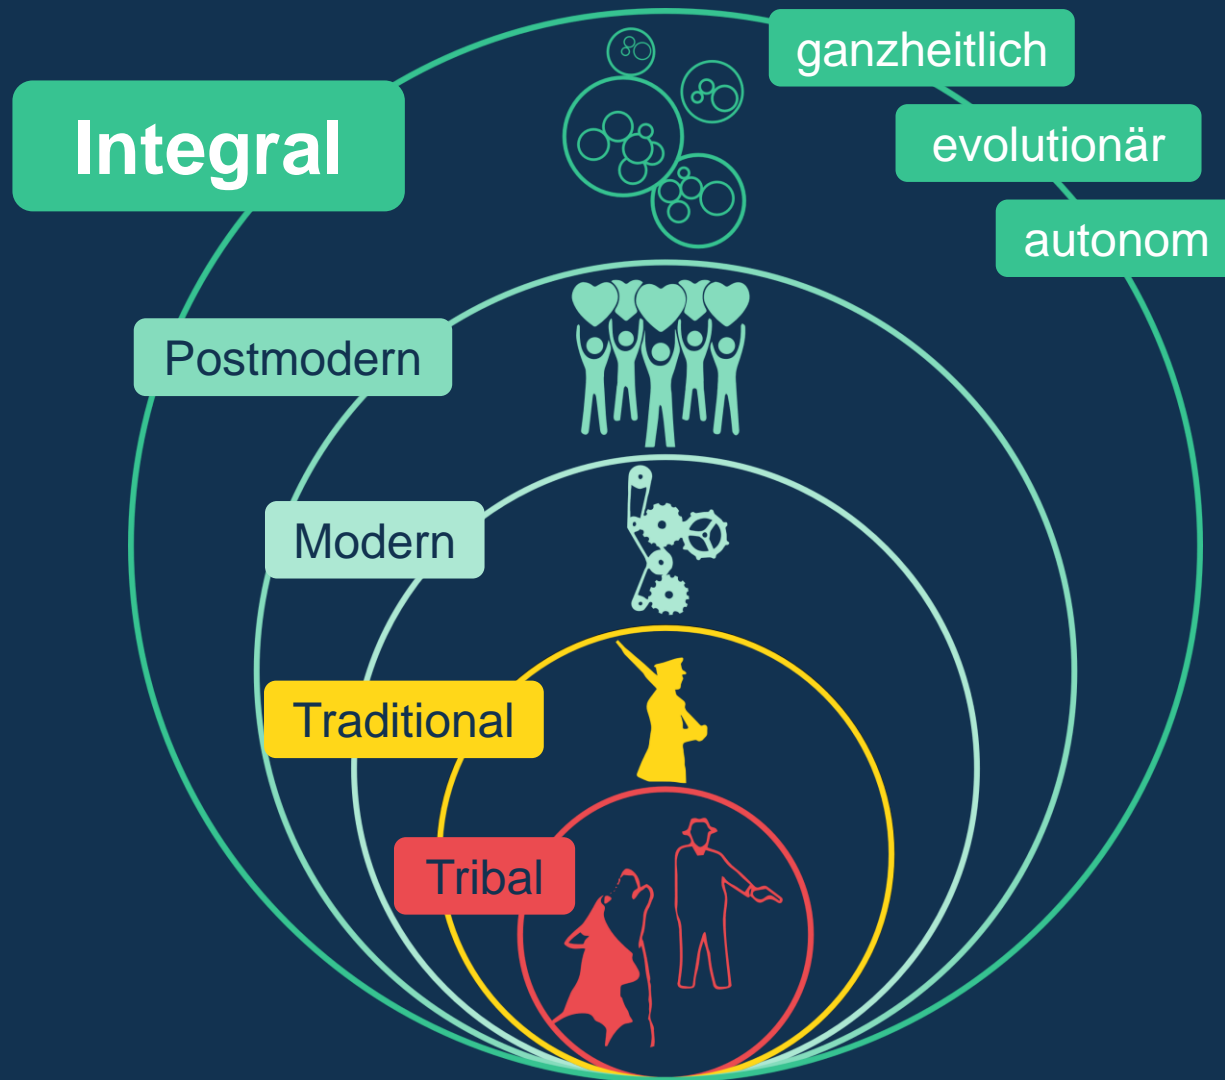 ganzheitlich
Integral
evolutionär
autonom
Postmodern
Modern
Traditional
Tribal